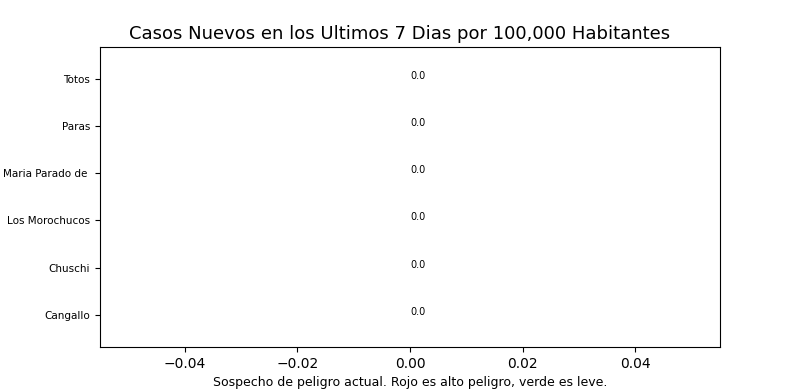 Casos Nuevos en los Ultimos 7 Dias por 100,000 Habitantes
Totos 0.0
Paras 0.0
Maria Parado de 0.0
Los Morochucos 0.0
Chuschi 0.0
Cangallo 0.0
−0.04 −0.02 0.00 0.02 0.04
Sospecho de peligro actual. Rojo es alto peligro, verde es leve.